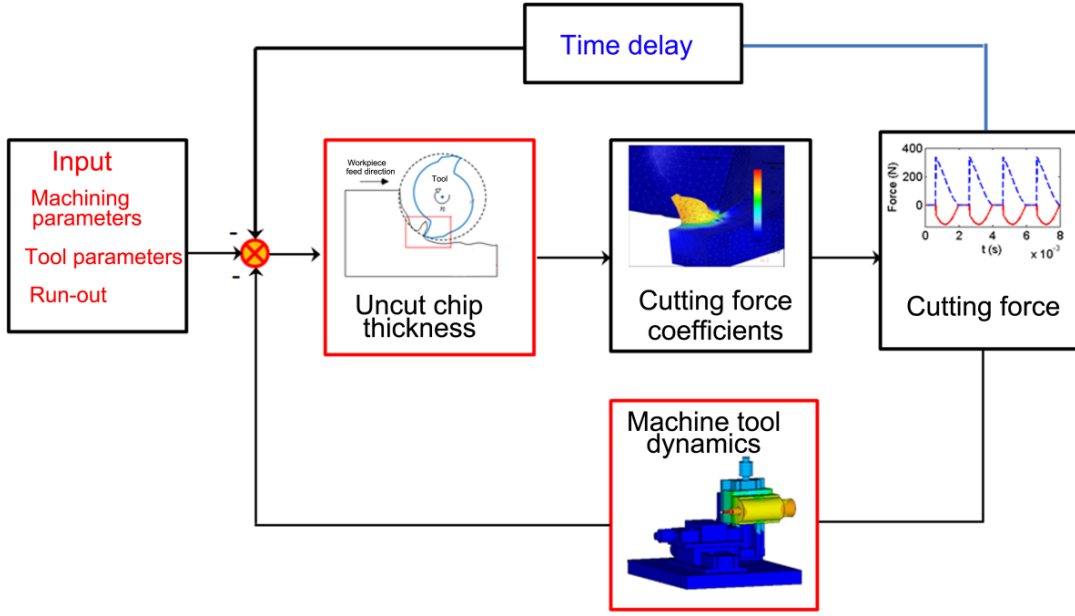 Time delay
Input
Machining
parameters
Tool parameters
Run-out
-
-
Workpiece
feed direction
Tool
Uncut chip
thickness
Cutting force
coefficients
400
200
0
Force (N)
0 2 4 6 8
t (s) x 10⁻³
Cutting force
Machine tool
dynamics